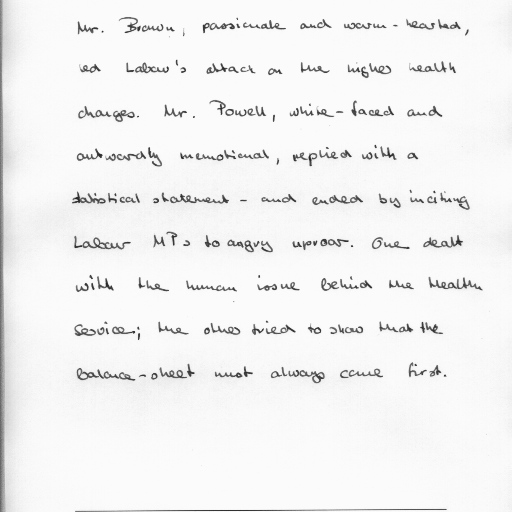 Mr. Brown, passionate and warm-hearted,
led Labour's attack on the higher health
charges. Mr. Powell, white-faced and
outwardly unemotional, replied with a
statistical statement - and ended by inciting
Labour MPs to angry uproar. One dealt
with the human issue behind the Health
Service; the other tried to show that the
balance-sheet must always come first.